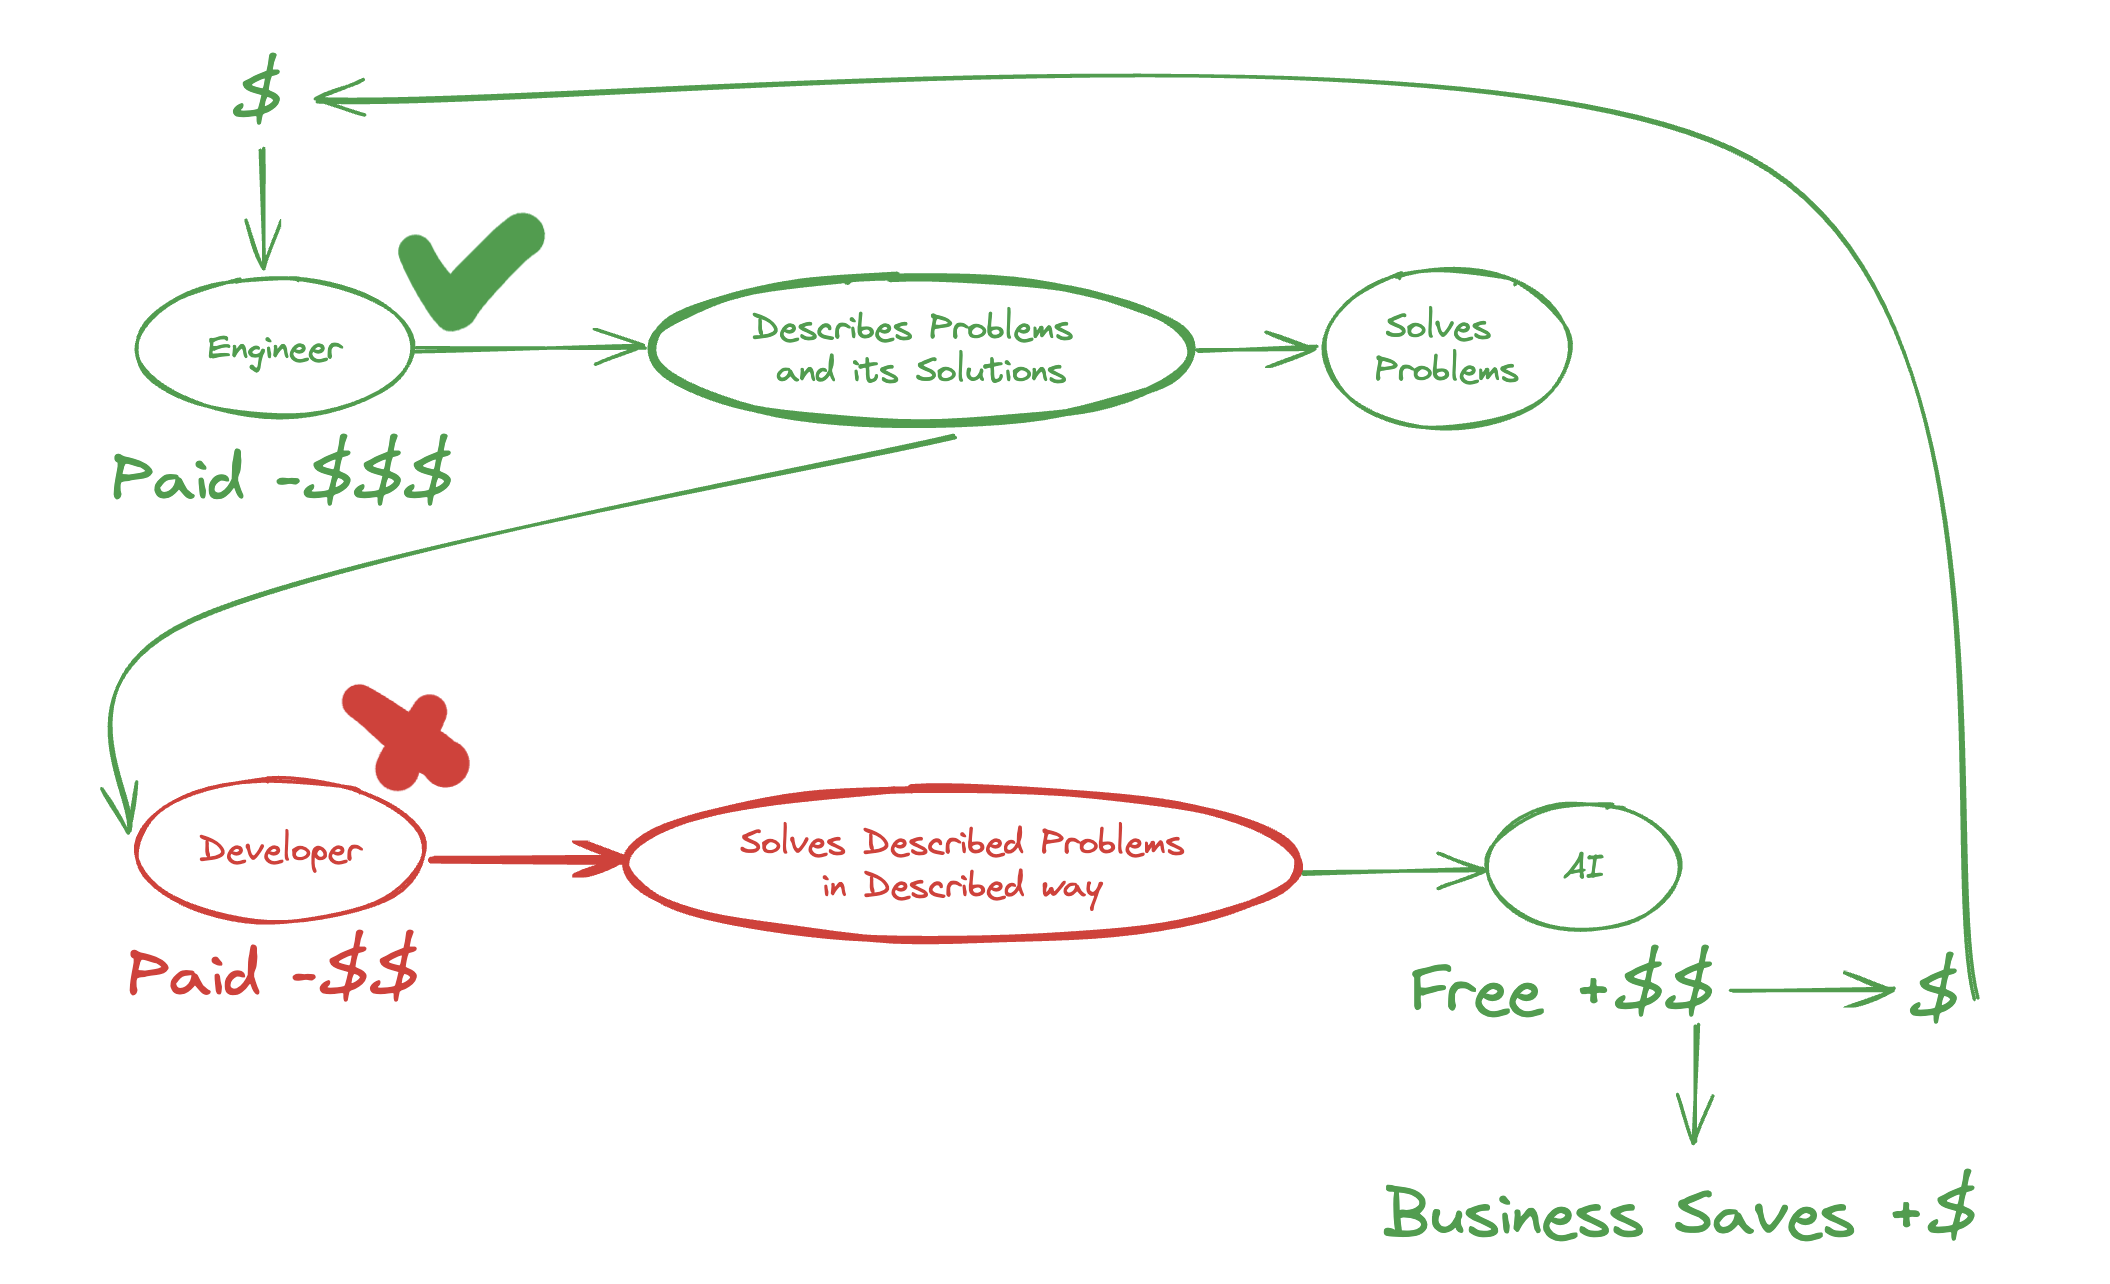 $
Engineer
Describes Problems
and its Solutions
Solves
Problems
Paid -$$$
Developer
Solves Described Problems
in Described way
AI
Paid -$$
Free +$$
$
Business Saves +$